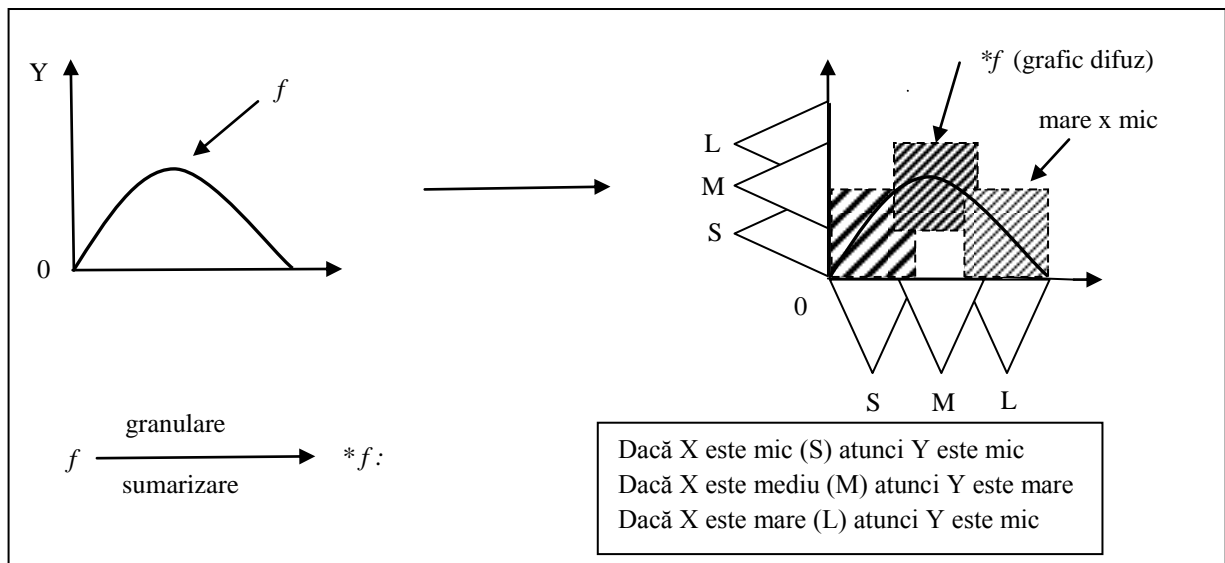 Y
f
0
*f (grafic difuz)
mare x mic
L
M
S
0
S M L
granulare
f *f:
sumarizare
Dacă X este mic (S) atunci Y este mic
Dacă X este mediu (M) atunci Y este mare
Dacă X este mare (L) atunci Y este mic